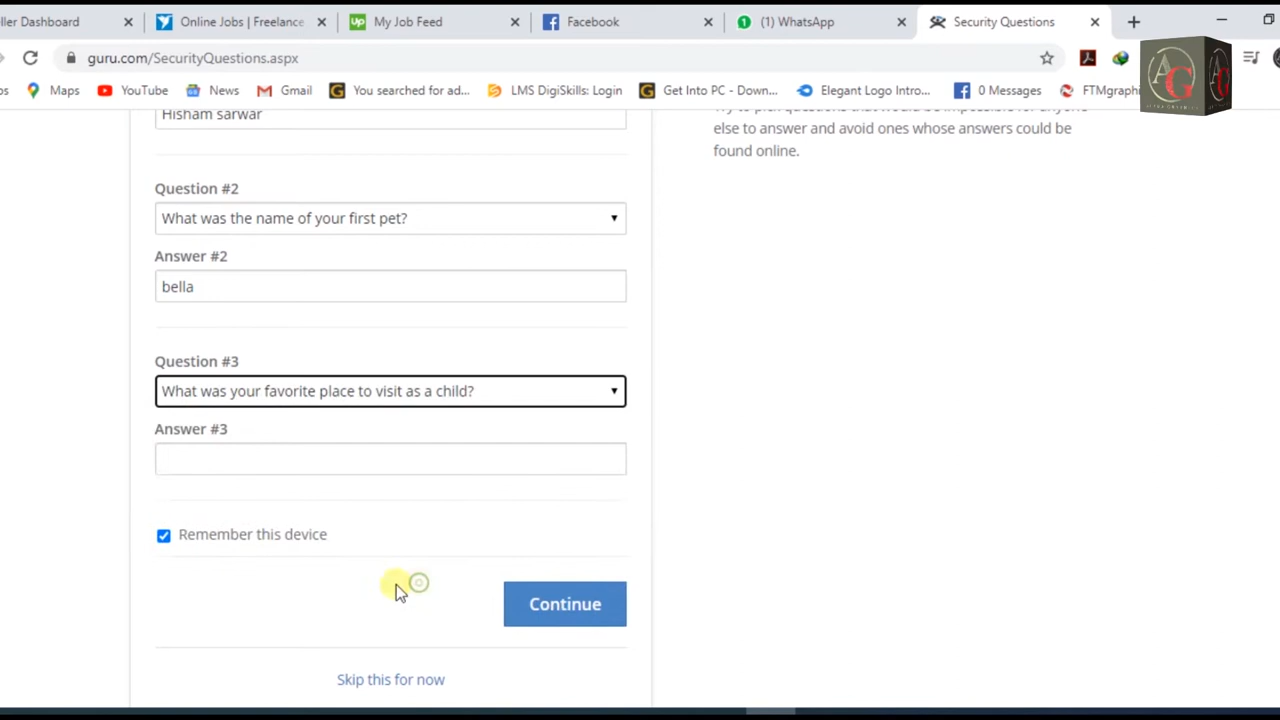 ller Dashboard
Online Jobs | Freelance
Up My Job Feed
Facebook
(1) WhatsApp
Security Questions
guru.com/SecurityQuestions.aspx
ps
Maps
YouTube
News
Gmail
You searched for ad...
LMS DigiSkills: Login
Get Into PC - Down...
Elegant Logo Intro...
0 Messages
FTMgraphi
AG
Hisham sarwar
else to answer and avoid ones whose answers could be
found online.
Question #2
What was the name of your first pet?
Answer #2
bella
Question #3
What was your favorite place to visit as a child?
Answer #3
Remember this device
Continue
Skip this for now